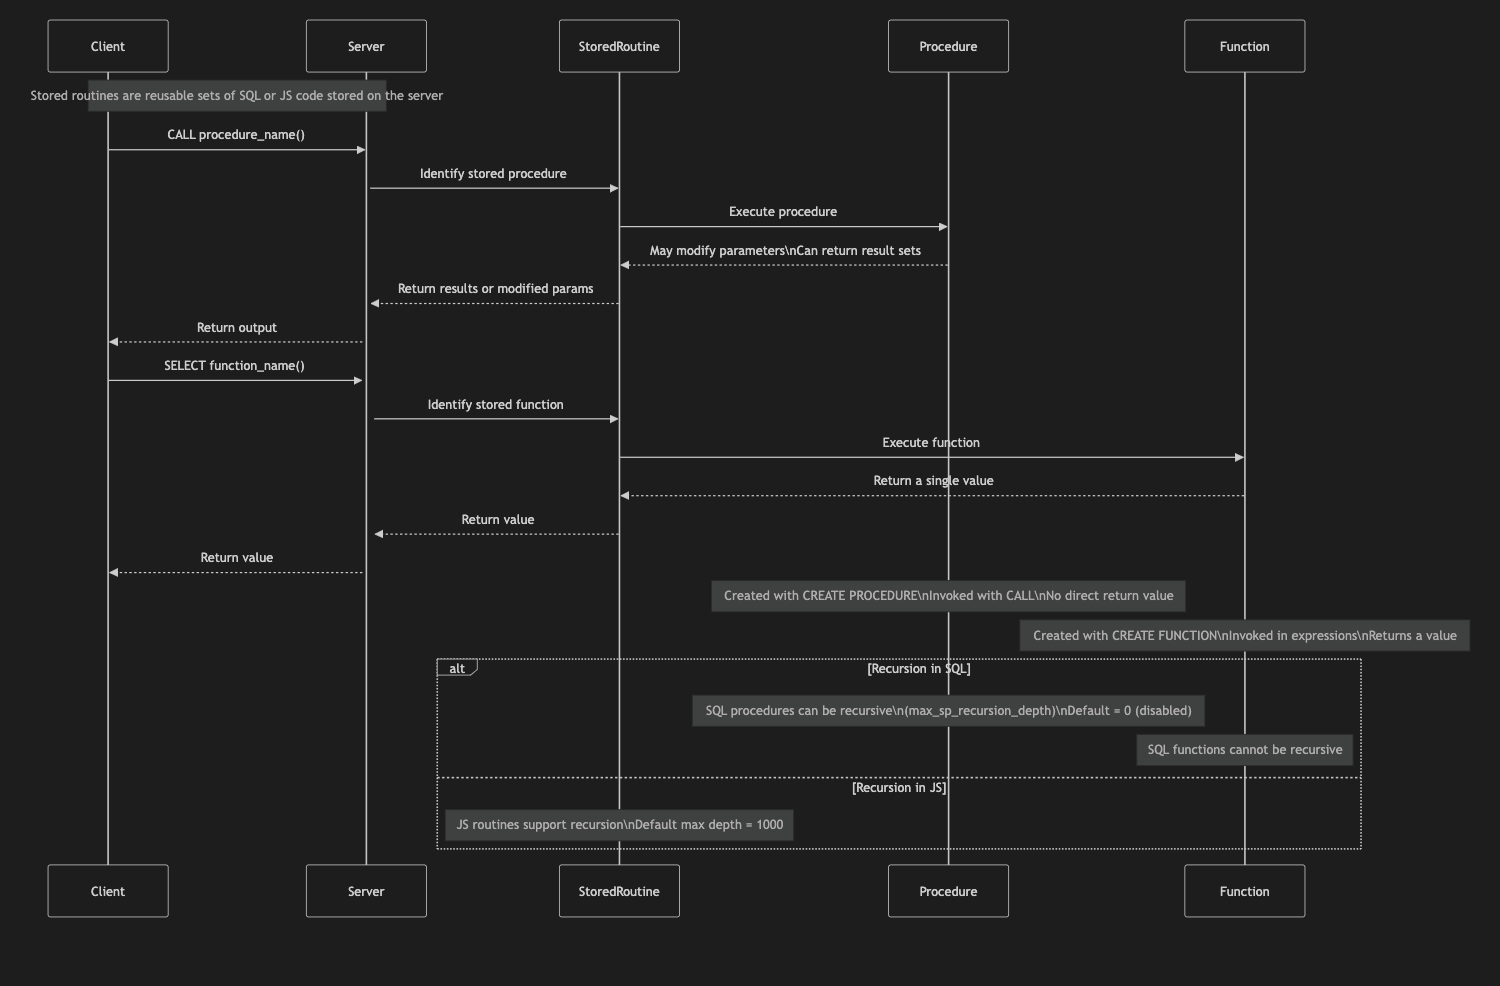 Client
Server
StoredRoutine
Procedure
Function
Stored routines are reusable sets of SQL or JS code stored on the server
CALL procedure_name()
Identify stored procedure
Execute procedure
May modify parameters\nCan return result sets
Return results or modified params
Return output
SELECT function_name()
Identify stored function
Execute function
Return a single value
Return value
Return value
Created with CREATE PROCEDURE\nInvoked with CALL\nNo direct return value
Created with CREATE FUNCTION\nInvoked in expressions\nReturns a value
alt
[Recursion in SQL]
SQL procedures can be recursive\n(max_sp_recursion_depth)\nDefault = 0 (disabled)
SQL functions cannot be recursive
[Recursion in JS]
JS routines support recursion\nDefault max depth = 1000
Client
Server
StoredRoutine
Procedure
Function